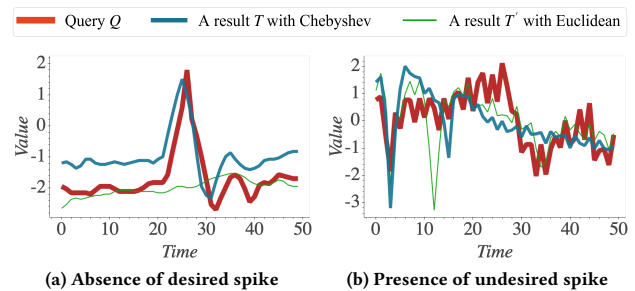 Query Q A result T with Chebyshev A result T′ with Euclidean
2
1
0
-1
-2
Value
0 10 20 30 40 50
Time
(a) Absence of desired spike
2
1
0
-1
-2
-3
Value
0 10 20 30 40 50
Time
(b) Presence of undesired spike